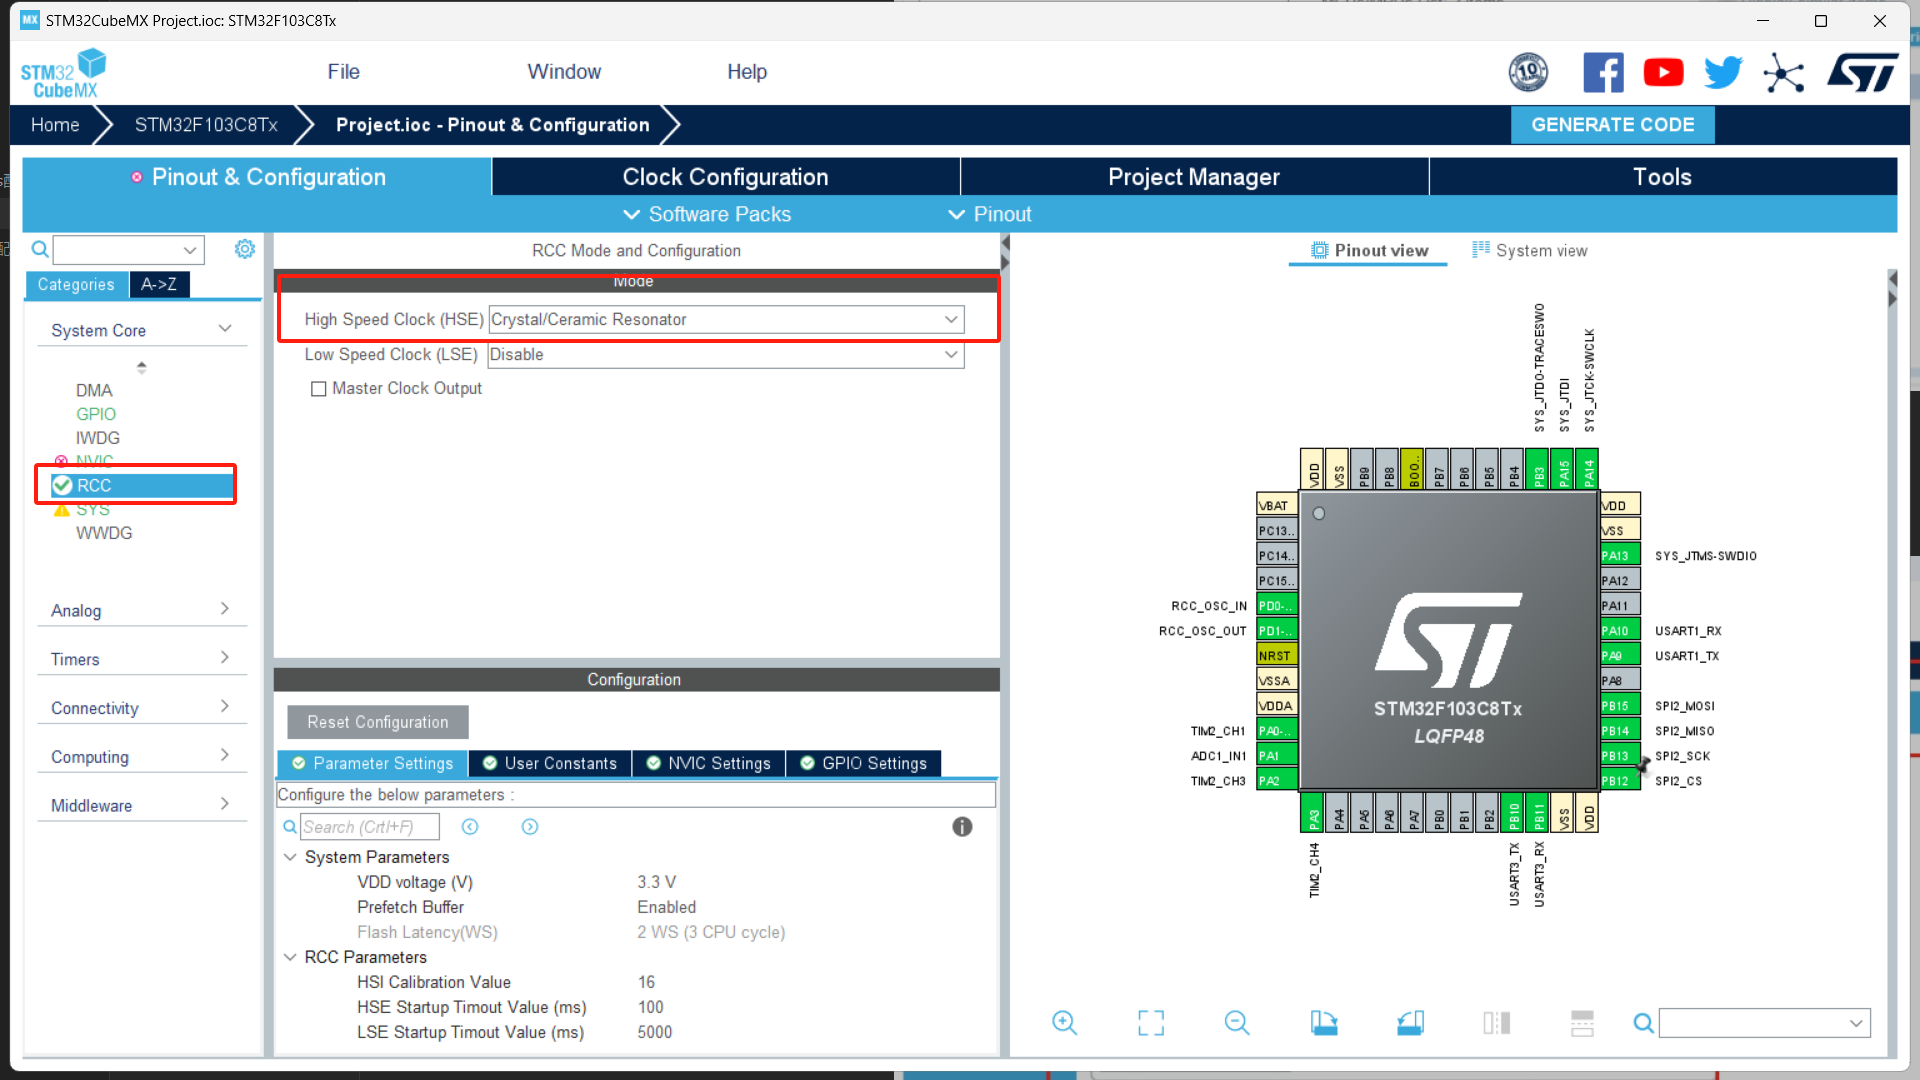 MX STM32CubeMX Project.ioc: STM32F103C8Tx
STM32 CubeMX
File
Window
Help
10
Home
STM32F103C8Tx
Project.ioc - Pinout & Configuration
GENERATE CODE
Pinout & Configuration
Clock Configuration
Project Manager
Tools
Software Packs
Pinout
Categories
A->Z
System Core
DMA
GPIO
IWDG
NVIC
RCC
SYS
WWDG
Analog
Timers
Connectivity
Computing
Middleware
RCC Mode and Configuration
Mode
High Speed Clock (HSE) Crystal/Ceramic Resonator
Low Speed Clock (LSE) Disable
Master Clock Output
Configuration
Reset Configuration
Parameter Settings
User Constants
NVIC Settings
GPIO Settings
Configure the below parameters :
Search (Crtl+F)
System Parameters
VDD voltage (V) 3.3 V
Prefetch Buffer Enabled
Flash Latency(WS) 2 WS (3 CPU cycle)
RCC Parameters
HSI Calibration Value 16
HSE Startup Timout Value (ms) 100
LSE Startup Timout Value (ms) 5000
Pinout view
System view
SYS_JTDO-TRACESWO
SYS_JTDI
SYS_JTCK-SWCLK
VDD
VSS
PB9
PB8
BOO..
PB7
PB6
PB5
PB4
PB3
PA15
PA14
VBAT
PC13..
PC14..
PC15..
RCC_OSC_IN PD0-..
RCC_OSC_OUT PD1-..
NRST
VSSA
VDDA
TIM2_CH1 PA0-..
ADC1_IN1 PA1
TIM2_CH3 PA2
VDD
VSS
PA13 SYS_JTMS-SWDIO
PA12
PA11
PA10 USART1_RX
PA9 USART1_TX
PA8
PB15 SPI2_MOSI
PB14 SPI2_MISO
PB13 SPI2_SCK
PB12 SPI2_CS
STM32F103C8Tx
LQFP48
PA3
PA4
PA5
PA6
PA7
PB0
PB1
PB2
PB10
PB11
VSS
VDD
TIM2_CH4
USART3_TX
USART3_RX